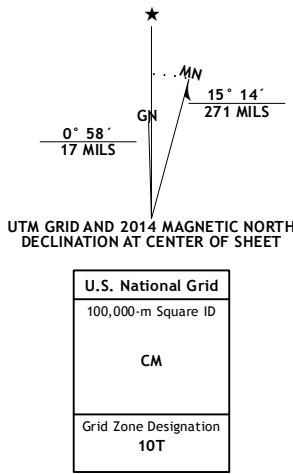 ★
MN
GN
15° 14´
271 MILS
0° 58´
17 MILS
UTM GRID AND 2014 MAGNETIC NORTH
DECLINATION AT CENTER OF SHEET
U.S. National Grid
100,000-m Square ID
CM
Grid Zone Designation
10T